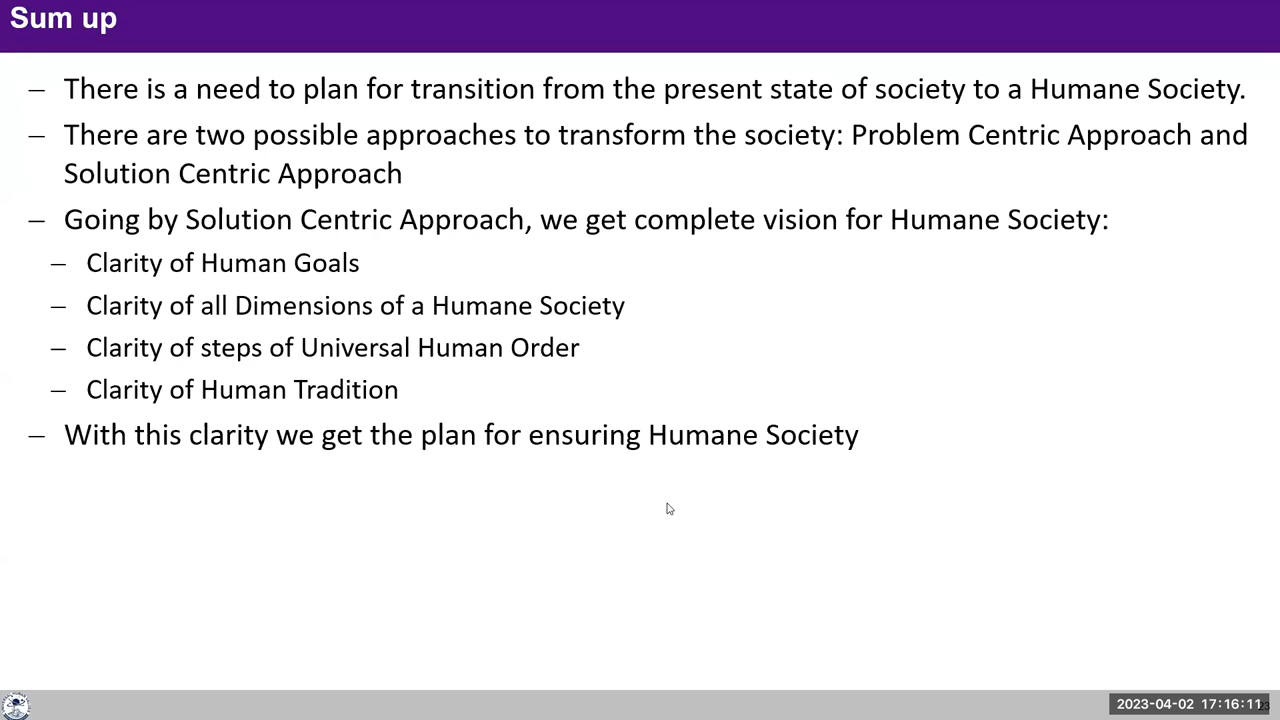 Sum up
– There is a need to plan for transition from the present state of society to a Humane Society.
– There are two possible approaches to transform the society: Problem Centric Approach and
Solution Centric Approach
– Going by Solution Centric Approach, we get complete vision for Humane Society:
– Clarity of Human Goals
– Clarity of all Dimensions of a Humane Society
– Clarity of steps of Universal Human Order
– Clarity of Human Tradition
– With this clarity we get the plan for ensuring Humane Society
2023-04-02 17:16:11